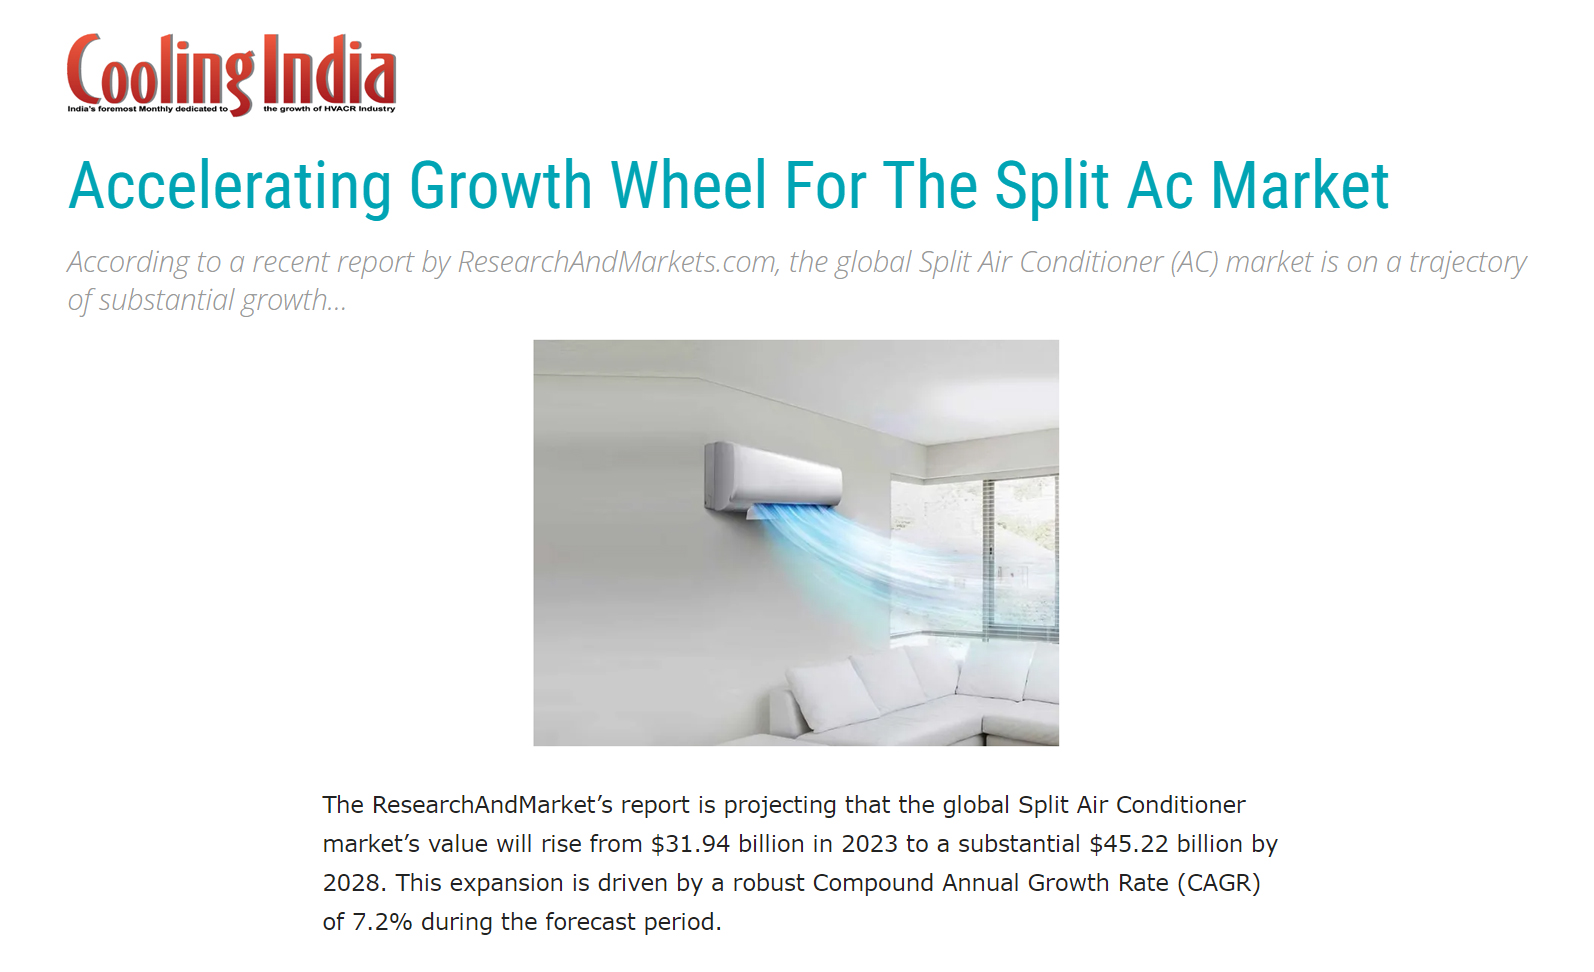 Cooling India
India's foremost Monthly dedicated to the growth of HVACR Industry
Accelerating Growth Wheel For The Split Ac Market
According to a recent report by ResearchAndMarkets.com, the global Split Air Conditioner (AC) market is on a trajectory
of substantial growth...
The ResearchAndMarket’s report is projecting that the global Split Air Conditioner
market’s value will rise from $31.94 billion in 2023 to a substantial $45.22 billion by
2028. This expansion is driven by a robust Compound Annual Growth Rate (CAGR)
of 7.2% during the forecast period.